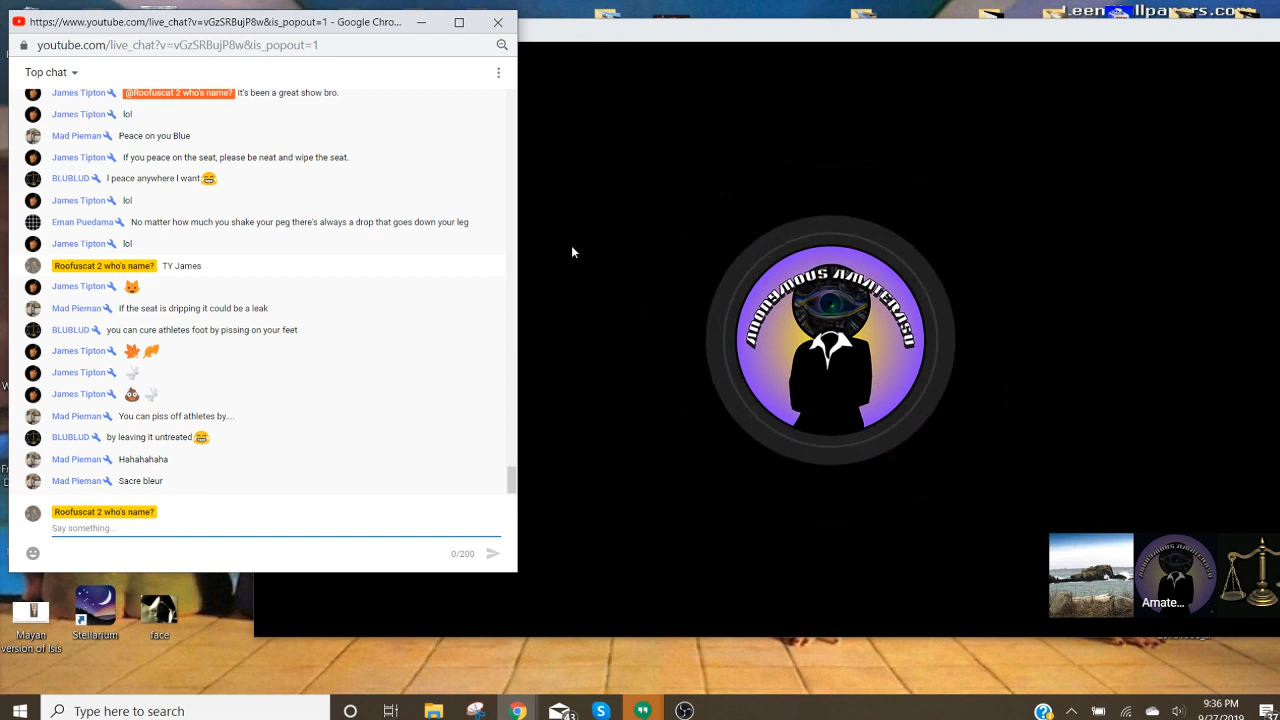 https://www.youtube.com/live_chat?v=vGzSRBujP8w&is_popout=1 - Google Chro...
youtube.com/live_chat?v=vGzSRBujP8w&is_popout=1
Top chat
James Tipton @Roofuscat 2 who's name? It's been a great show bro.
James Tipton lol
Mad Pieman Peace on you Blue
James Tipton If you peace on the seat, please be neat and wipe the seat.
BLUBLUD I peace anywhere I want😂
James Tipton lol
Eman Puedama No matter how much you shake your peg there's always a drop that goes down your leg
James Tipton lol
Roofuscat 2 who's name? TY James
James Tipton 🐱
Mad Pieman If the seat is dripping it could be a leak
BLUBLUD you can cure athletes foot by pissing on your feet
James Tipton 🍁🍂
James Tipton
James Tipton 💩
Mad Pieman You can piss off athletes by....
BLUBLUD by leaving it untreated😂
Mad Pieman Hahahahaha
Mad Pieman Sacre bleur
Roofuscat 2 who's name?
Say something...
0/200
ANONYMOUS AMATERASU
Amate...
Mayan version of Isis
Stellarium
face
Type here to search
43
9:36 PM
9/27/2019